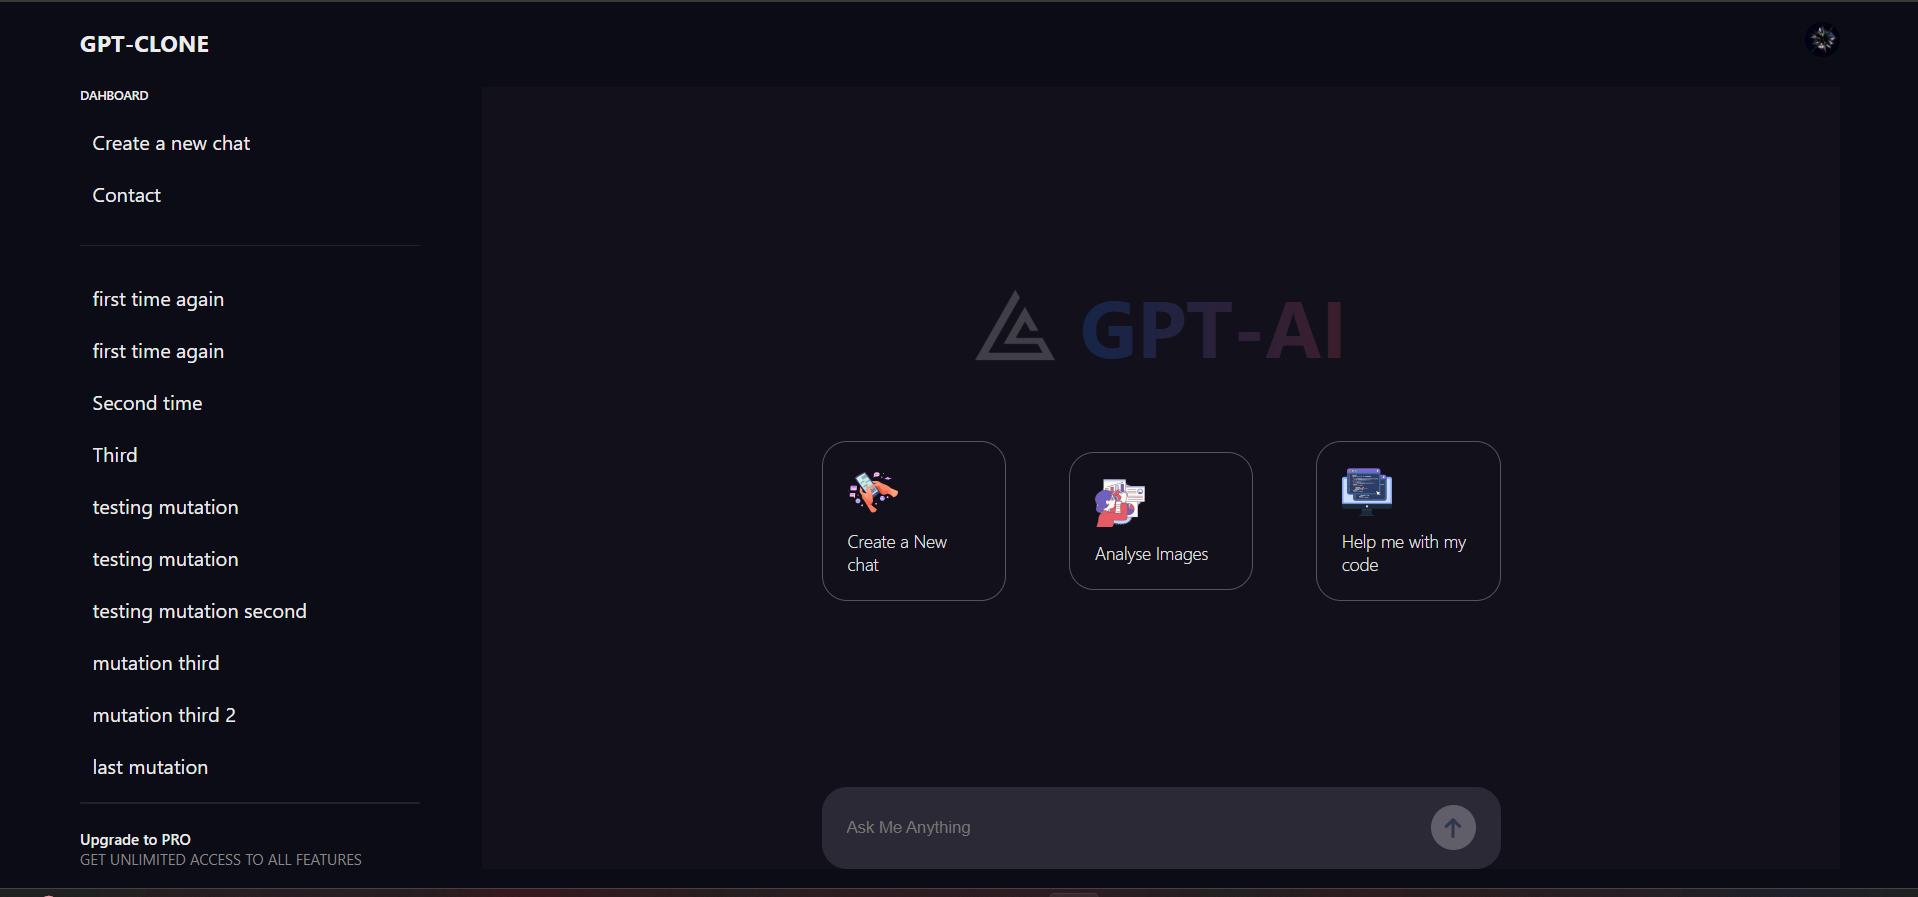 GPT-CLONE
DAHBOARD
Create a new chat
Contact
first time again
first time again
Second time
Third
testing mutation
testing mutation
testing mutation second
mutation third
mutation third 2
last mutation
Upgrade to PRO
GET UNLIMITED ACCESS TO ALL FEATURES
GPT-AI
Create a New
chat
Analyse Images
Help me with my
code
Ask Me Anything